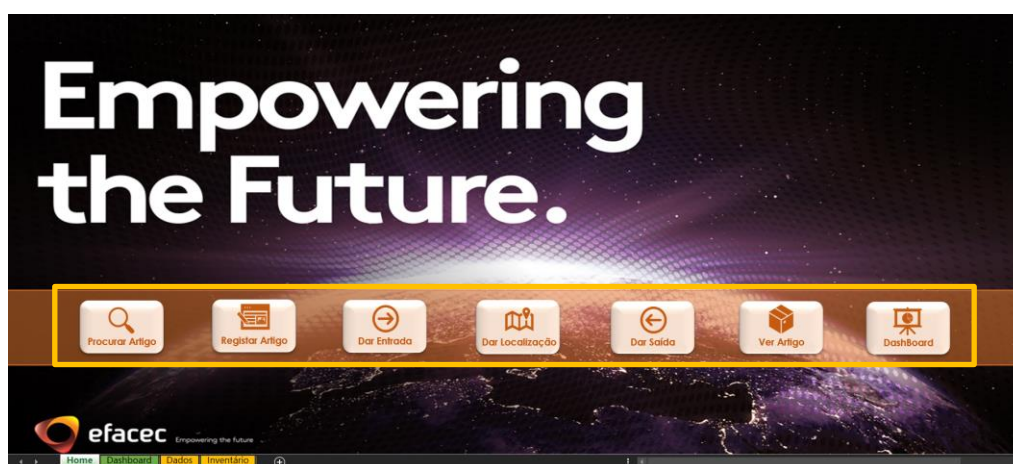 Empowering
the Future.
Procurar Artigo
Registar Artigo
Dar Entrada
Dar Localização
Dar Saída
Ver Artigo
DashBoard
efacec Empowering the Future
Home Dashboard Dados Inventário